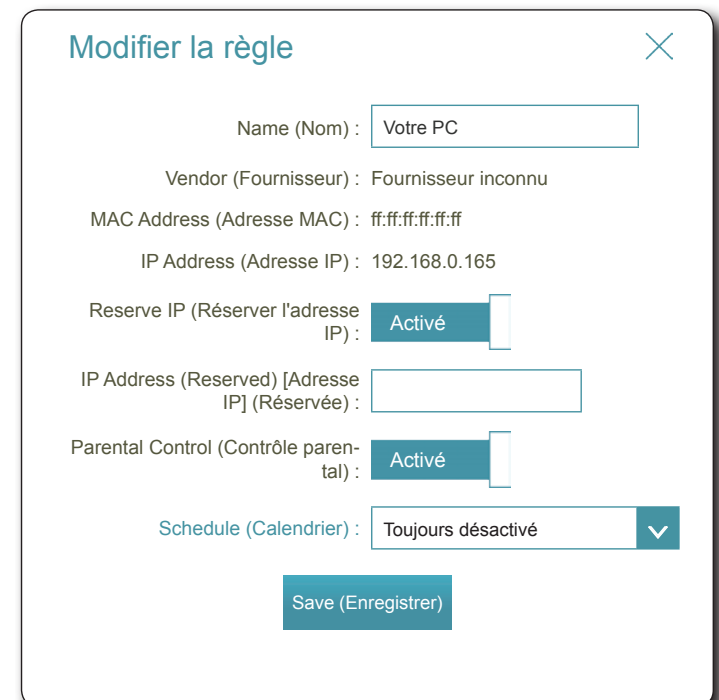 Modifier la règle
Name (Nom) : Votre PC
Vendor (Fournisseur) : Fournisseur inconnu
MAC Address (Adresse MAC) : ff:ff:ff:ff:ff:ff
IP Address (Adresse IP) : 192.168.0.165
Reserve IP (Réserver l'adresse
IP) :
Activé
IP Address (Reserved) [Adresse
IP] (Réservée) :
Parental Control (Contrôle paren-
tal) :
Activé
Schedule (Calendrier) : Toujours désactivé
Save (Enregistrer)